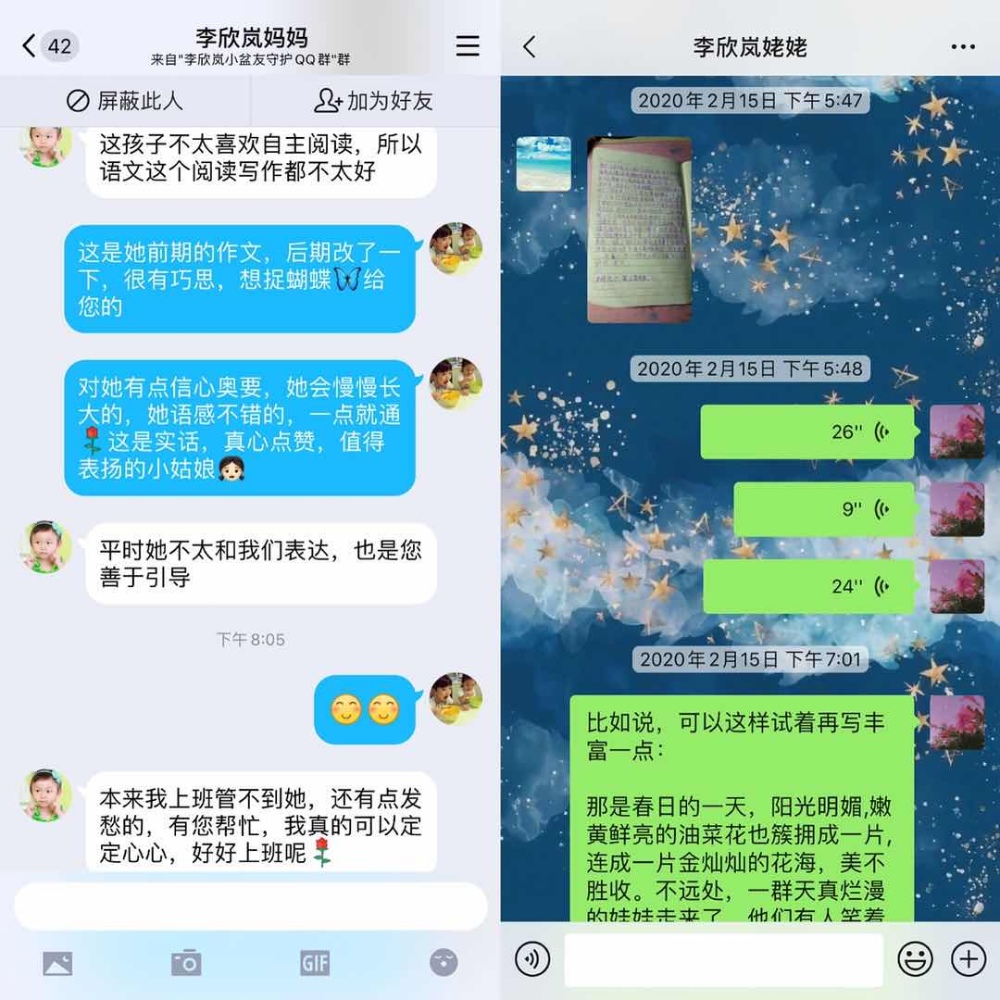 42
李欣岚妈妈
来自"李欣岚小盆友守护QQ群"群
屏蔽此人
加为好友
这孩子不太喜欢自主阅读，所以
语文这个阅读写作都不太好
这是她前期的作文，后期改了一
下，很有巧思，想捉蝴蝶🦋给
您的
对她有点信心奥要，她会慢慢长
大的，她语感不错的，一点就通
🌹这是实话，真心点赞，值得
表扬的小姑娘👧🏻
平时她不太和我们表达，也是您
善于引导
下午8:05
本来我上班管不到她，还有点发
愁的，有您帮忙，我真的可以定
定心心，好好上班呢🌹
GIF
李欣岚姥姥
2020年2月15日 下午5:47
2020年2月15日 下午5:48
26''
9''
24''
2020年2月15日 下午7:01
比如说，可以这样试着再写丰
富一点：
那是春日的一天，阳光明媚,嫩
黄鲜亮的油菜花也簇拥成一片,
连成一片金灿灿的花海，美不
胜收。不远处，一群天真烂漫
的娃娃走来了，他们有人笑着